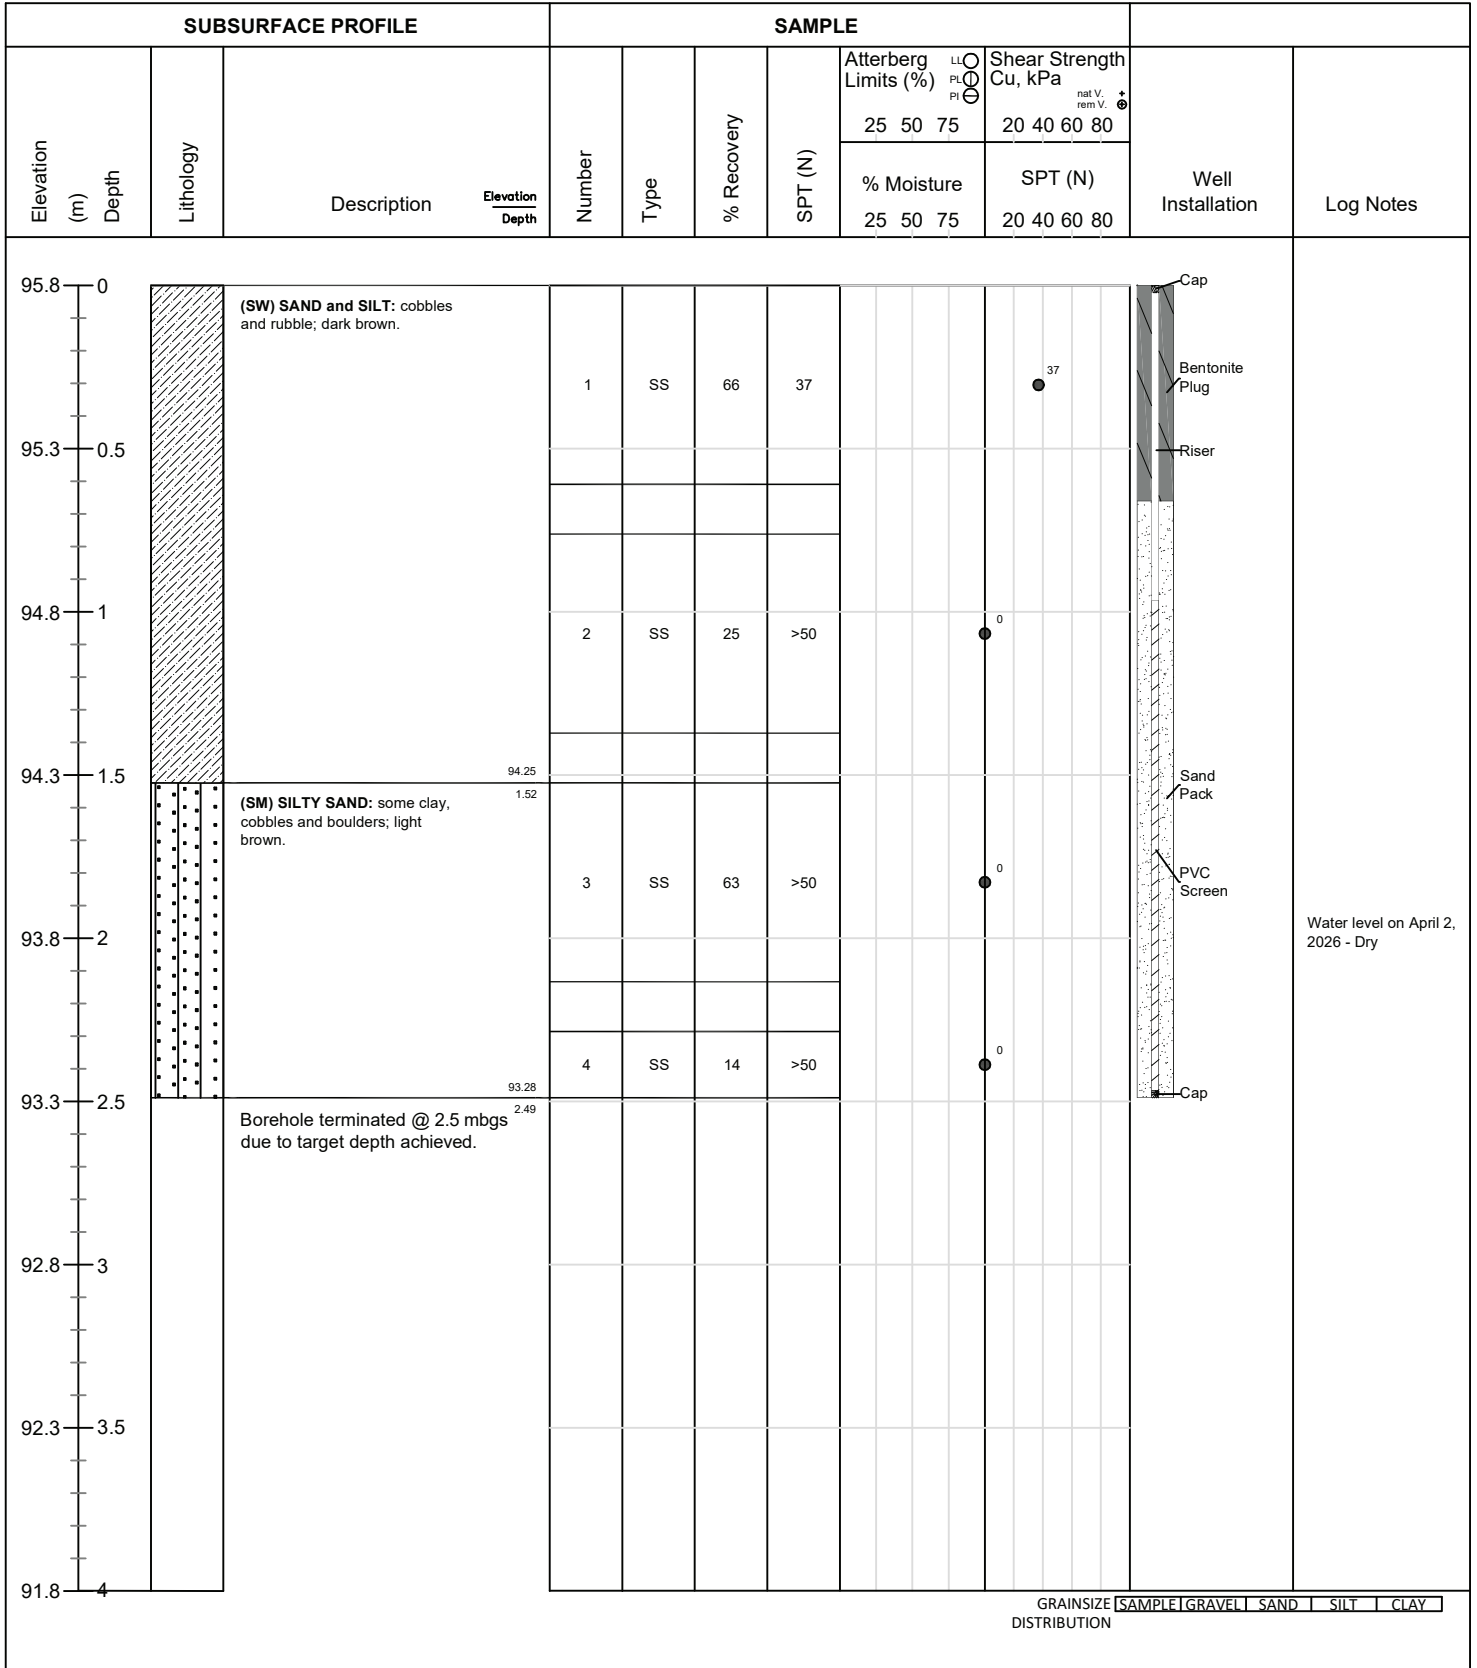 SUBSURFACE PROFILE
SAMPLE
Elevation
(m)
Depth
Lithology
Description
Elevation
Depth
Number
Type
% Recovery
SPT (N)
Atterberg
Limits (%)
LL
PL
PI
25 50 75
% Moisture
25 50 75
Shear Strength
Cu, kPa
nat V.
rem V.
20 40 60 80
SPT (N)
20 40 60 80
Well
Installation
Log Notes
95.8 0
(SW) SAND and SILT: cobbles
and rubble; dark brown.
1 SS 66 37
37
Cap
Bentonite
Plug
95.3 0.5
Riser
94.8 1
2 SS 25 >50
0
94.3 1.5
94.25
1.52
(SM) SILTY SAND: some clay,
cobbles and boulders; light
brown.
Sand
Pack
3 SS 63 >50
0
PVC
Screen
93.8 2
Water level on April 2,
2026 - Dry
4 SS 14 >50
0
93.28
2.49
93.3 2.5
Cap
Borehole terminated @ 2.5 mbgs
due to target depth achieved.
92.8 3
92.3 3.5
91.8 4
GRAINSIZE
DISTRIBUTION
SAMPLE GRAVEL SAND SILT CLAY